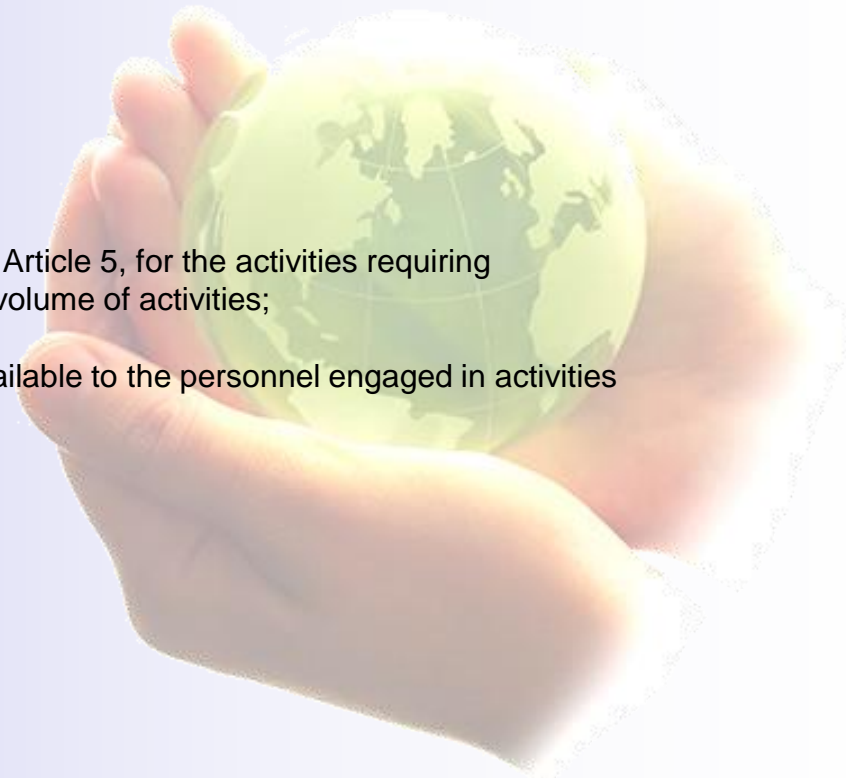 Article 5, for the activities requiring
volume of activities;
ailable to the personnel engaged in activities